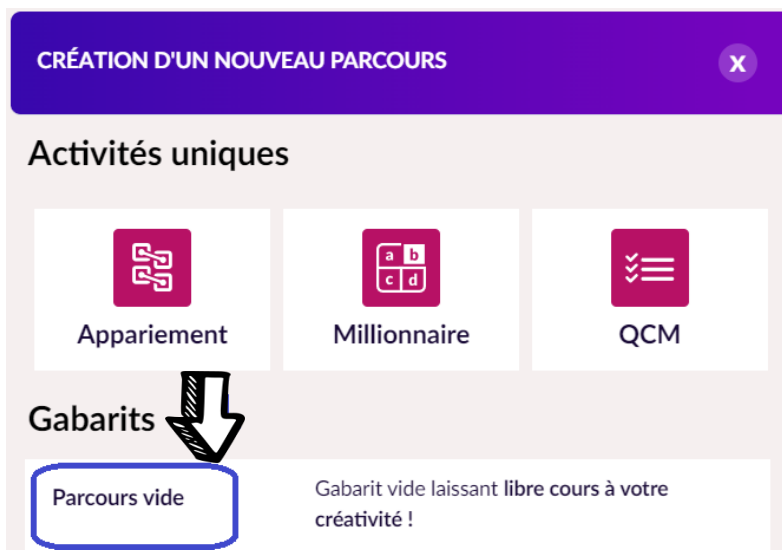 CRÉATION D'UN NOUVEAU PARCOURS
X
Activités uniques
a b
c d
Appariement
Millionnaire
QCM
Gabarits
Parcours vide
Gabarit vide laissant libre cours à votre
créativité !